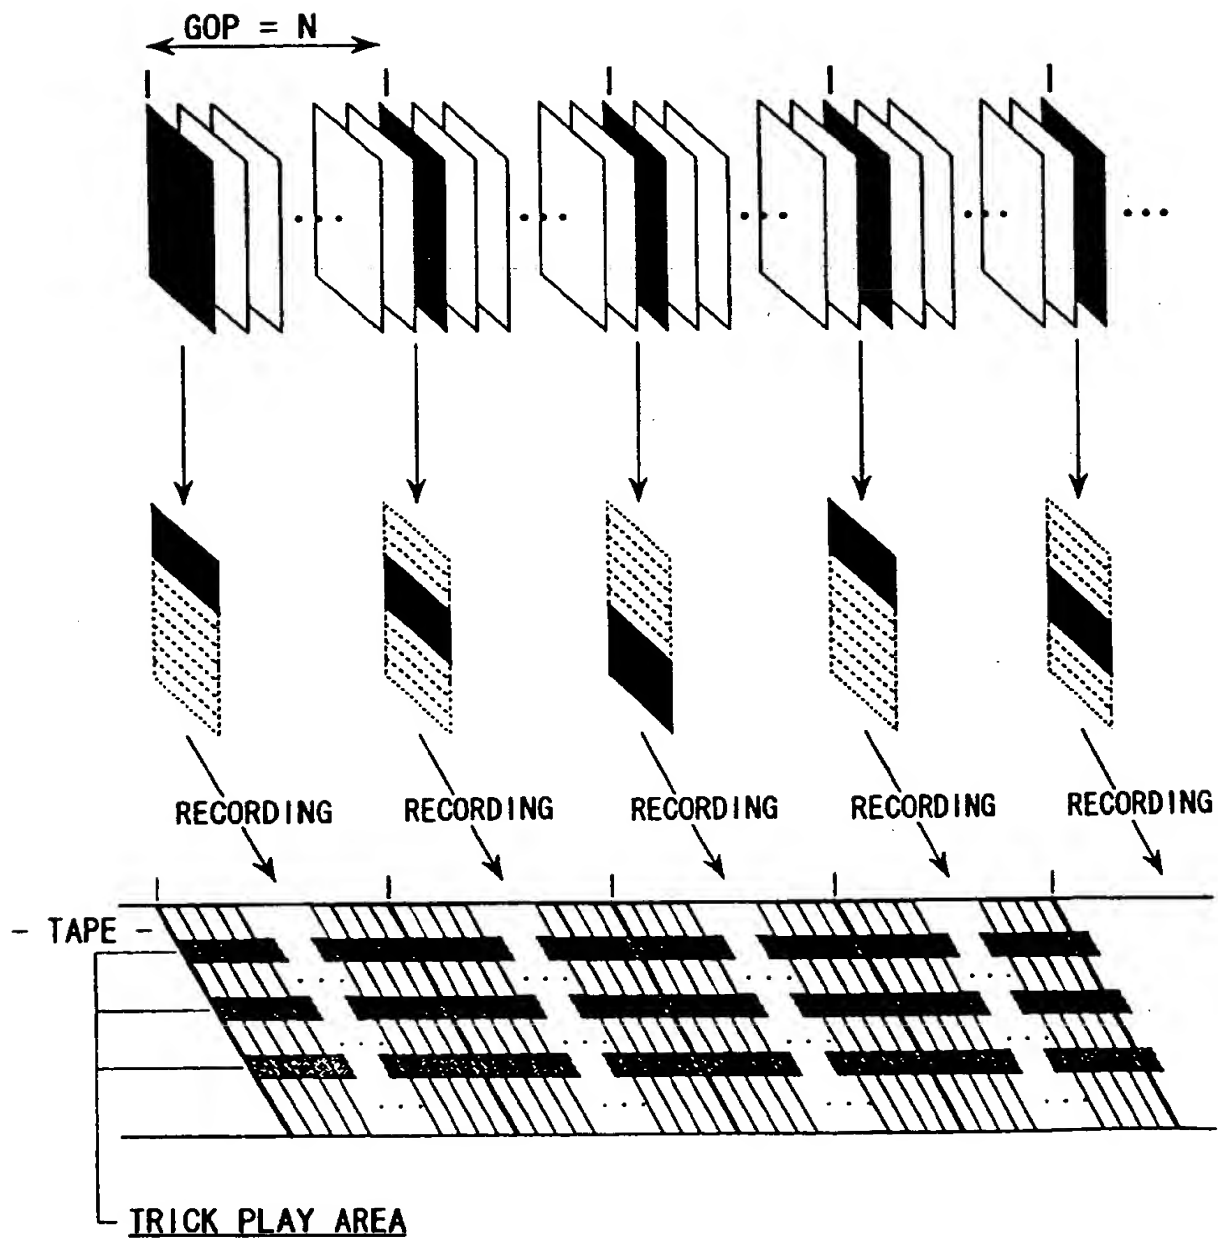 GOP = N
RECORDING
RECORDING
RECORDING
RECORDING
RECORDING
- TAPE -
TRICK PLAY AREA